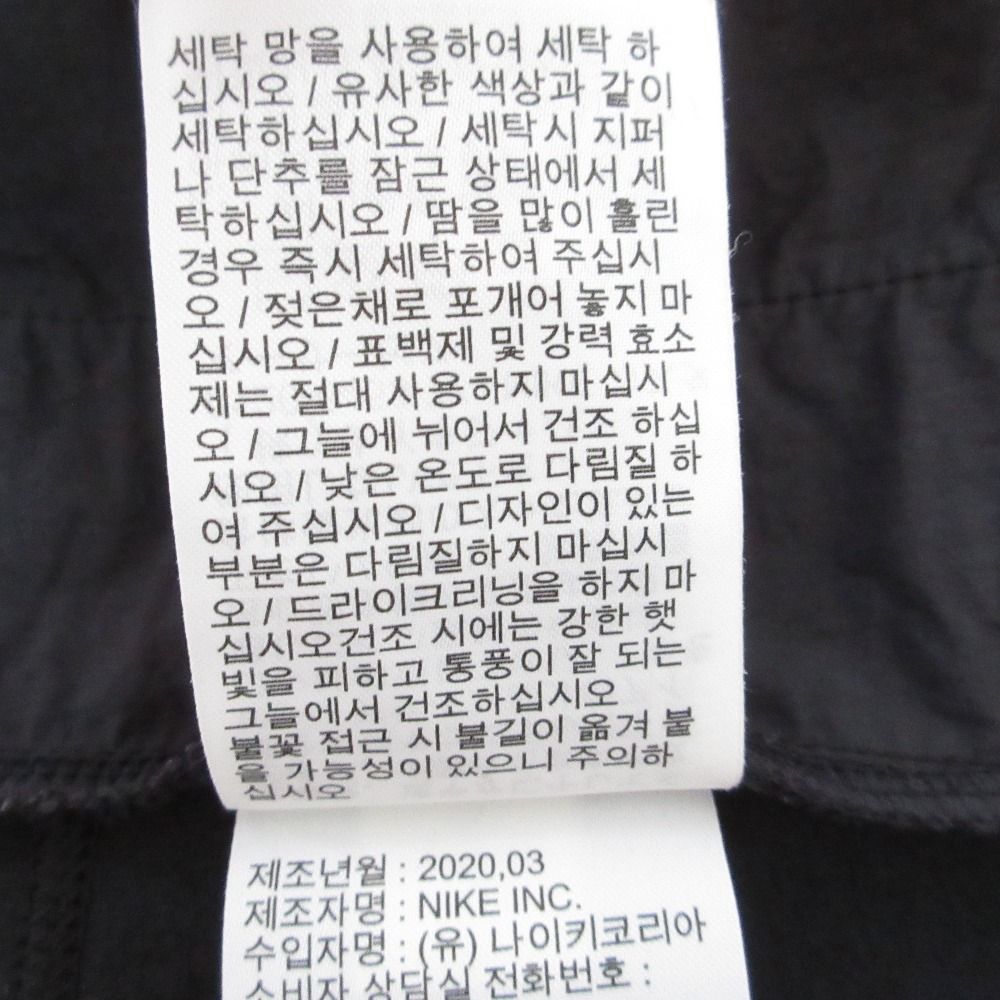 세탁 망을 사용하여 세탁 하
십시오 / 유사한 색상과 같이
세탁하십시오 / 세탁시 지퍼
나 단추를 잠근 상태에서 세
탁하십시오 / 땀을 많이 흘린
경우 즉시 세탁하여 주십시
오 / 젖은채로 포개어 놓지 마
십시오 / 표백제 및 강력 효소
제는 절대 사용하지 마십시
오 / 그늘에 뉘어서 건조 하십
시오 / 낮은 온도로 다림질 하
여 주십시오 / 디자인이 있는
부분은 다림질하지 마십시
오 / 드라이크리닝을 하지 마
십시오건조 시에는 강한 햇
빛을 피하고 통풍이 잘 되는
그늘에서 건조하십시오
불꽃 접근 시 불길이 옮겨 붙
을 가능성이 있으니 주의하
십시오
제조년월 : 2020,03
제조자명 : NIKE INC.
수입자명 : (유) 나이키코리아
소비자 상담실 전화번호 :